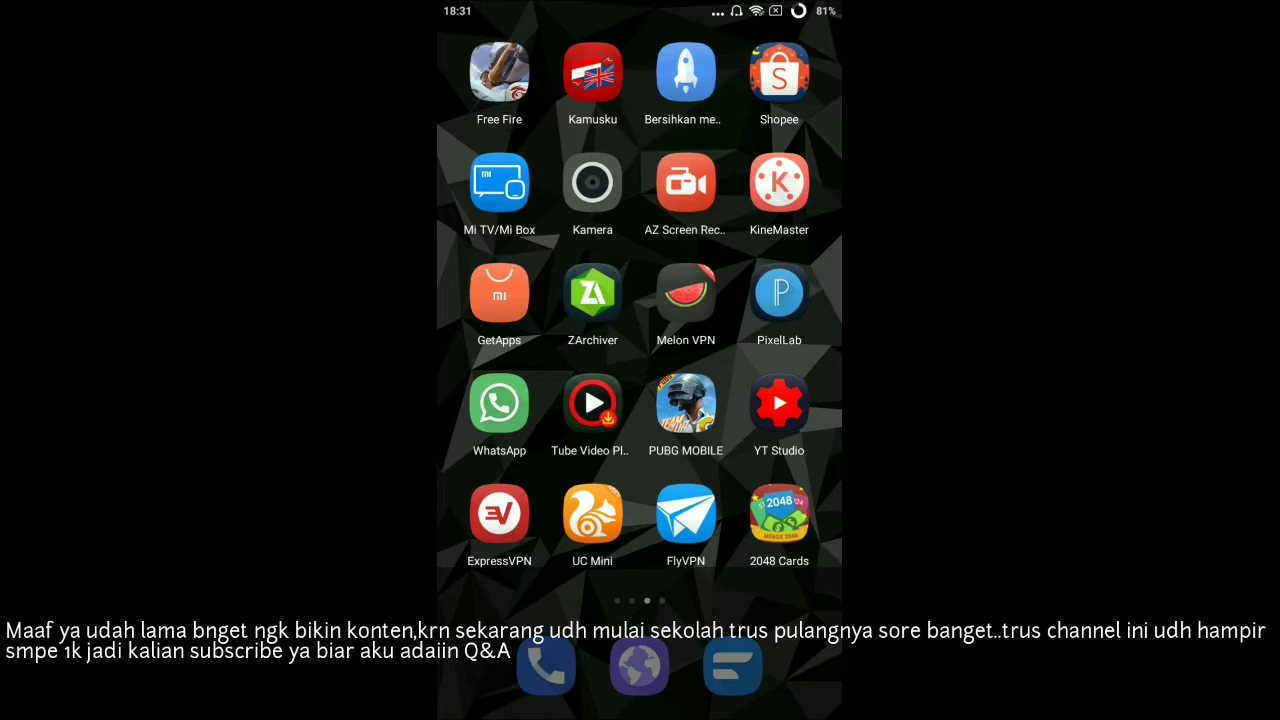 18:31 81%
Free Fire Kamusku Bersihkan me.. Shopee
Mi TV/Mi Box Kamera AZ Screen Rec.. KineMaster
GetApps ZArchiver Melon VPN PixelLab
WhatsApp Tube Video Pl.. PUBG MOBILE YT Studio
2048
MERGE 2048
ExpressVPN UC Mini FlyVPN 2048 Cards
Maaf ya udah lama bnget ngk bikin konten,krn sekarang udh mulai sekolah trus pulangnya sore banget..trus channel ini udh hampir
smpe 1k jadi kalian subscribe ya biar aku adaiin Q&A